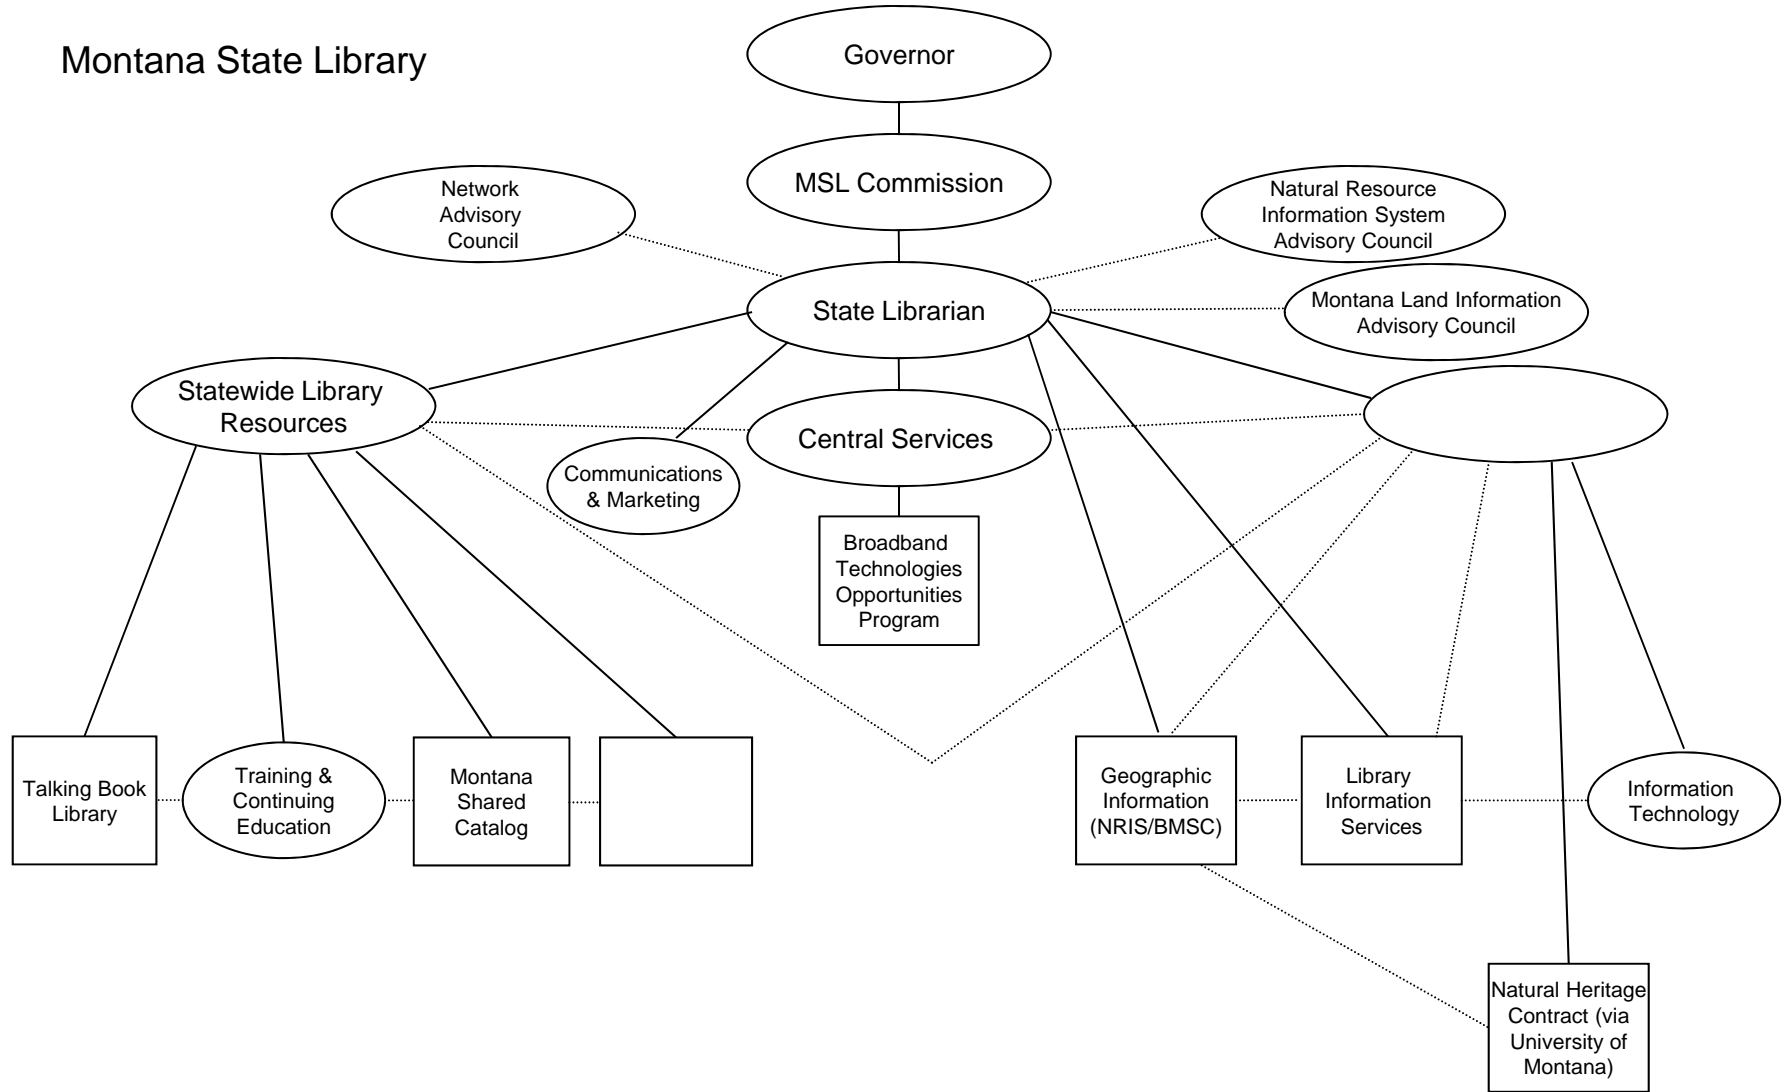 Montana State Library
Governor
MSL Commission
Network
Advisory
Council
Natural Resource
Information System
Advisory Council
State Librarian
Montana Land Information
Advisory Council
Statewide Library
Resources
Central Services
Communications
& Marketing
Broadband
Technologies
Opportunities
Program
Talking Book
Library
Training &
Continuing
Education
Montana
Shared
Catalog
Geographic
Information
(NRIS/BMSC)
Library
Information
Services
Information
Technology
Natural Heritage
Contract (via
University of
Montana)